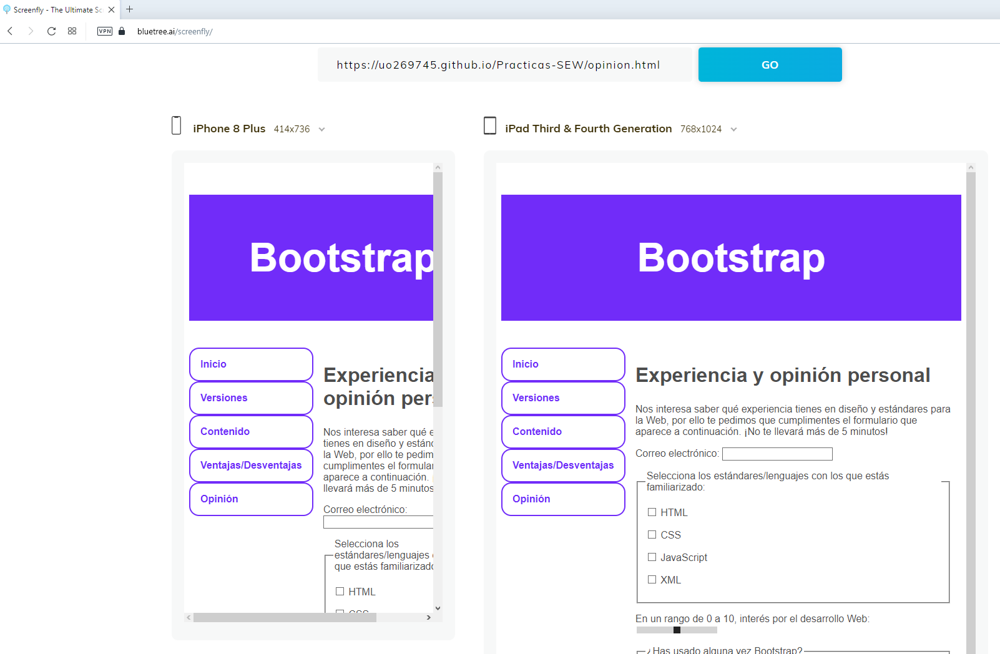 Screenfly - The Ultimate Sc
VPN
bluetree.ai/screenfly/
https://uo269745.github.io/Practicas-SEW/opinion.html
GO
iPhone 8 Plus 414x736
Bootstrap
Inicio
Versiones
Contenido
Ventajas/Desventajas
Opinión
Experiencia
opinión per
Nos interesa saber qué e
tienes en diseño y estánd
la Web, por ello te pedim
cumplimentes el formular
aparece a continuación.
llevará más de 5 minutos
Correo electrónico:
Selecciona los
estándares/lenguajes
que estás familiarizado
HTML
CSS
iPad Third & Fourth Generation 768x1024
Bootstrap
Inicio
Versiones
Contenido
Ventajas/Desventajas
Opinión
Experiencia y opinión personal
Nos interesa saber qué experiencia tienes en diseño y estándares para
la Web, por ello te pedimos que cumplimentes el formulario que
aparece a continuación. ¡No te llevará más de 5 minutos!
Correo electrónico:
Selecciona los estándares/lenguajes con los que estás
familiarizado:
HTML
CSS
JavaScript
XML
En un rango de 0 a 10, interés por el desarrollo Web:
¿Has usado alguna vez Bootstrap?